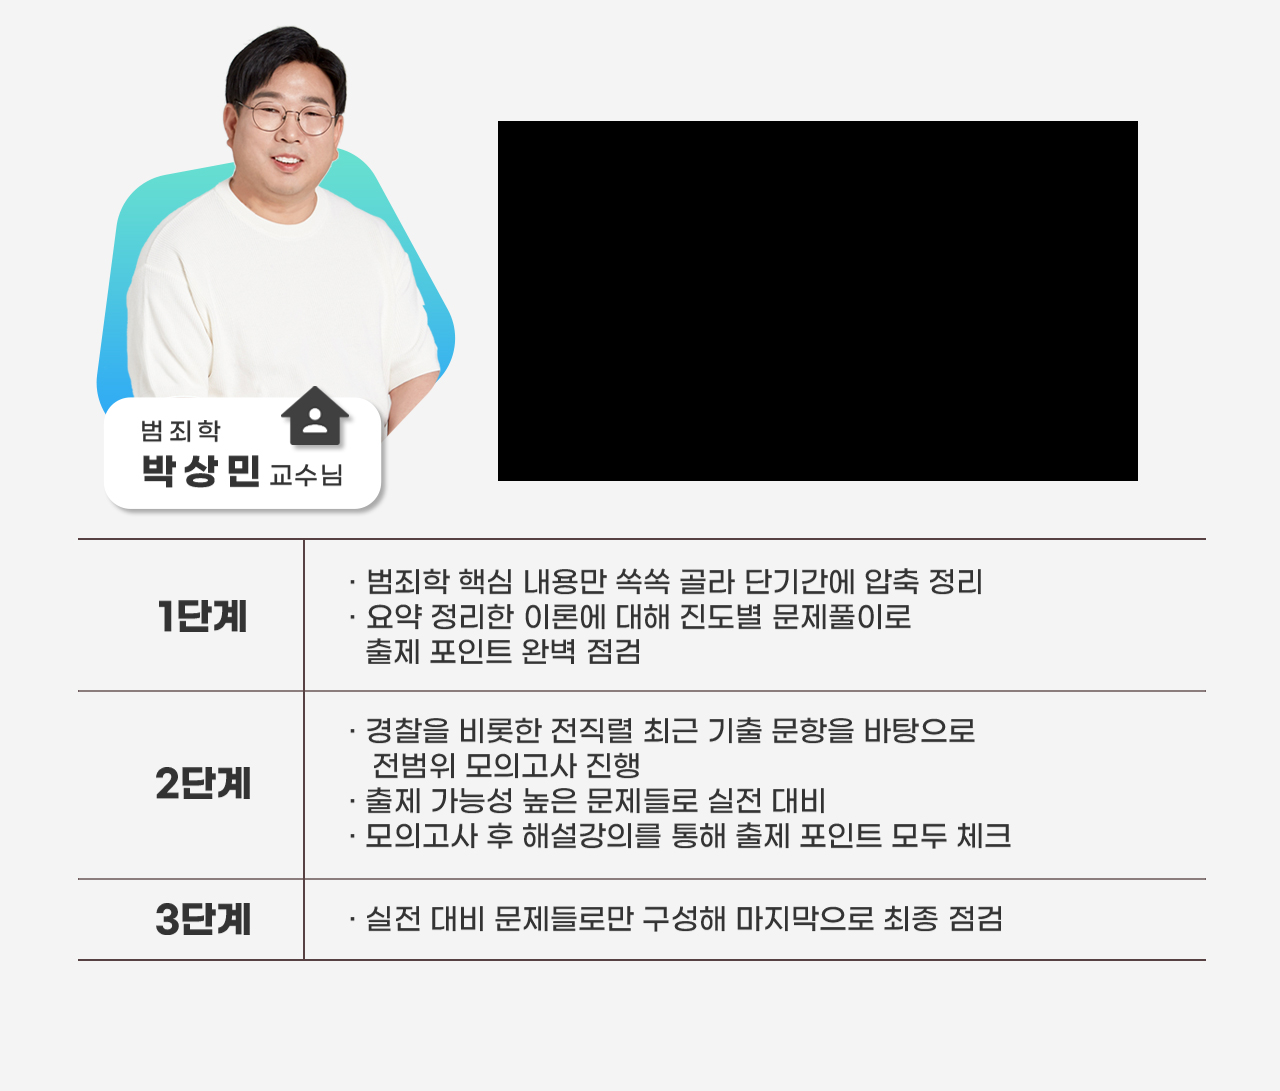 범죄학
박상민 교수님
1단계
· 범죄학 핵심 내용만 쏙쏙 골라 단기간에 압축 정리
· 요약 정리한 이론에 대해 진도별 문제풀이로
출제 포인트 완벽 점검
2단계
· 경찰을 비롯한 전직렬 최근 기출 문항을 바탕으로
전범위 모의고사 진행
· 출제 가능성 높은 문제들로 실전 대비
· 모의고사 후 해설강의를 통해 출제 포인트 모두 체크
3단계
· 실전 대비 문제들로만 구성해 마지막으로 최종 점검